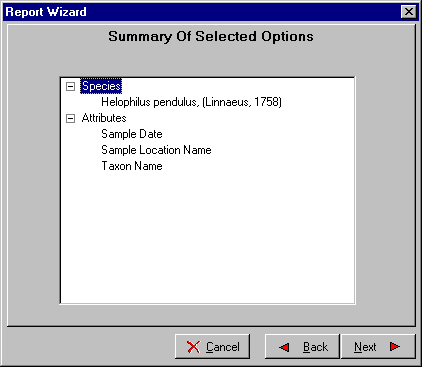 Report Wizard
Summary Of Selected Options
Species
Helophilus pendulus, (Linnaeus, 1758)
Attributes
Sample Date
Sample Location Name
Taxon Name
Cancel Back Next